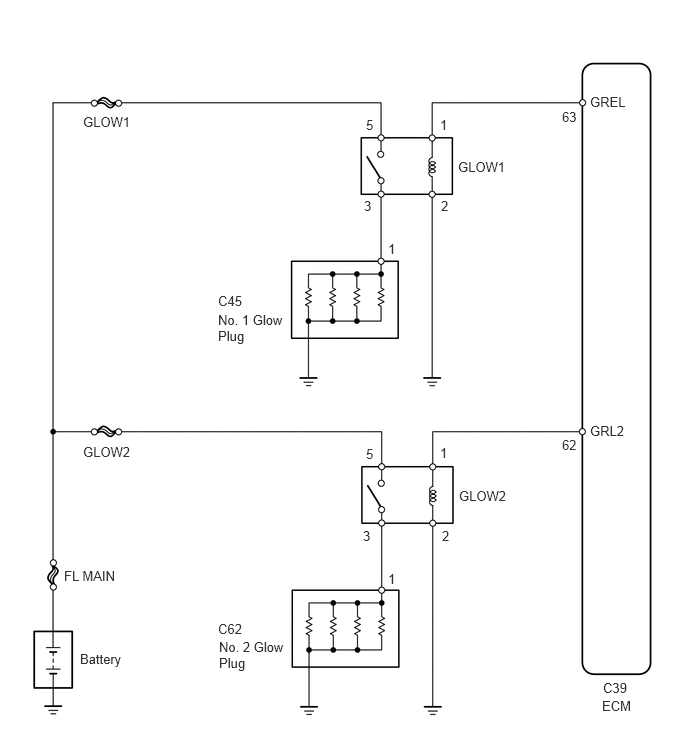 GREL
GLOW1
5
1
63
GLOW1
3
2
1
C45
No. 1 Glow
Plug
GRL2
GLOW2
5
1
62
GLOW2
3
2
FL MAIN
1
C62
No. 2 Glow
Plug
Battery
C39
ECM